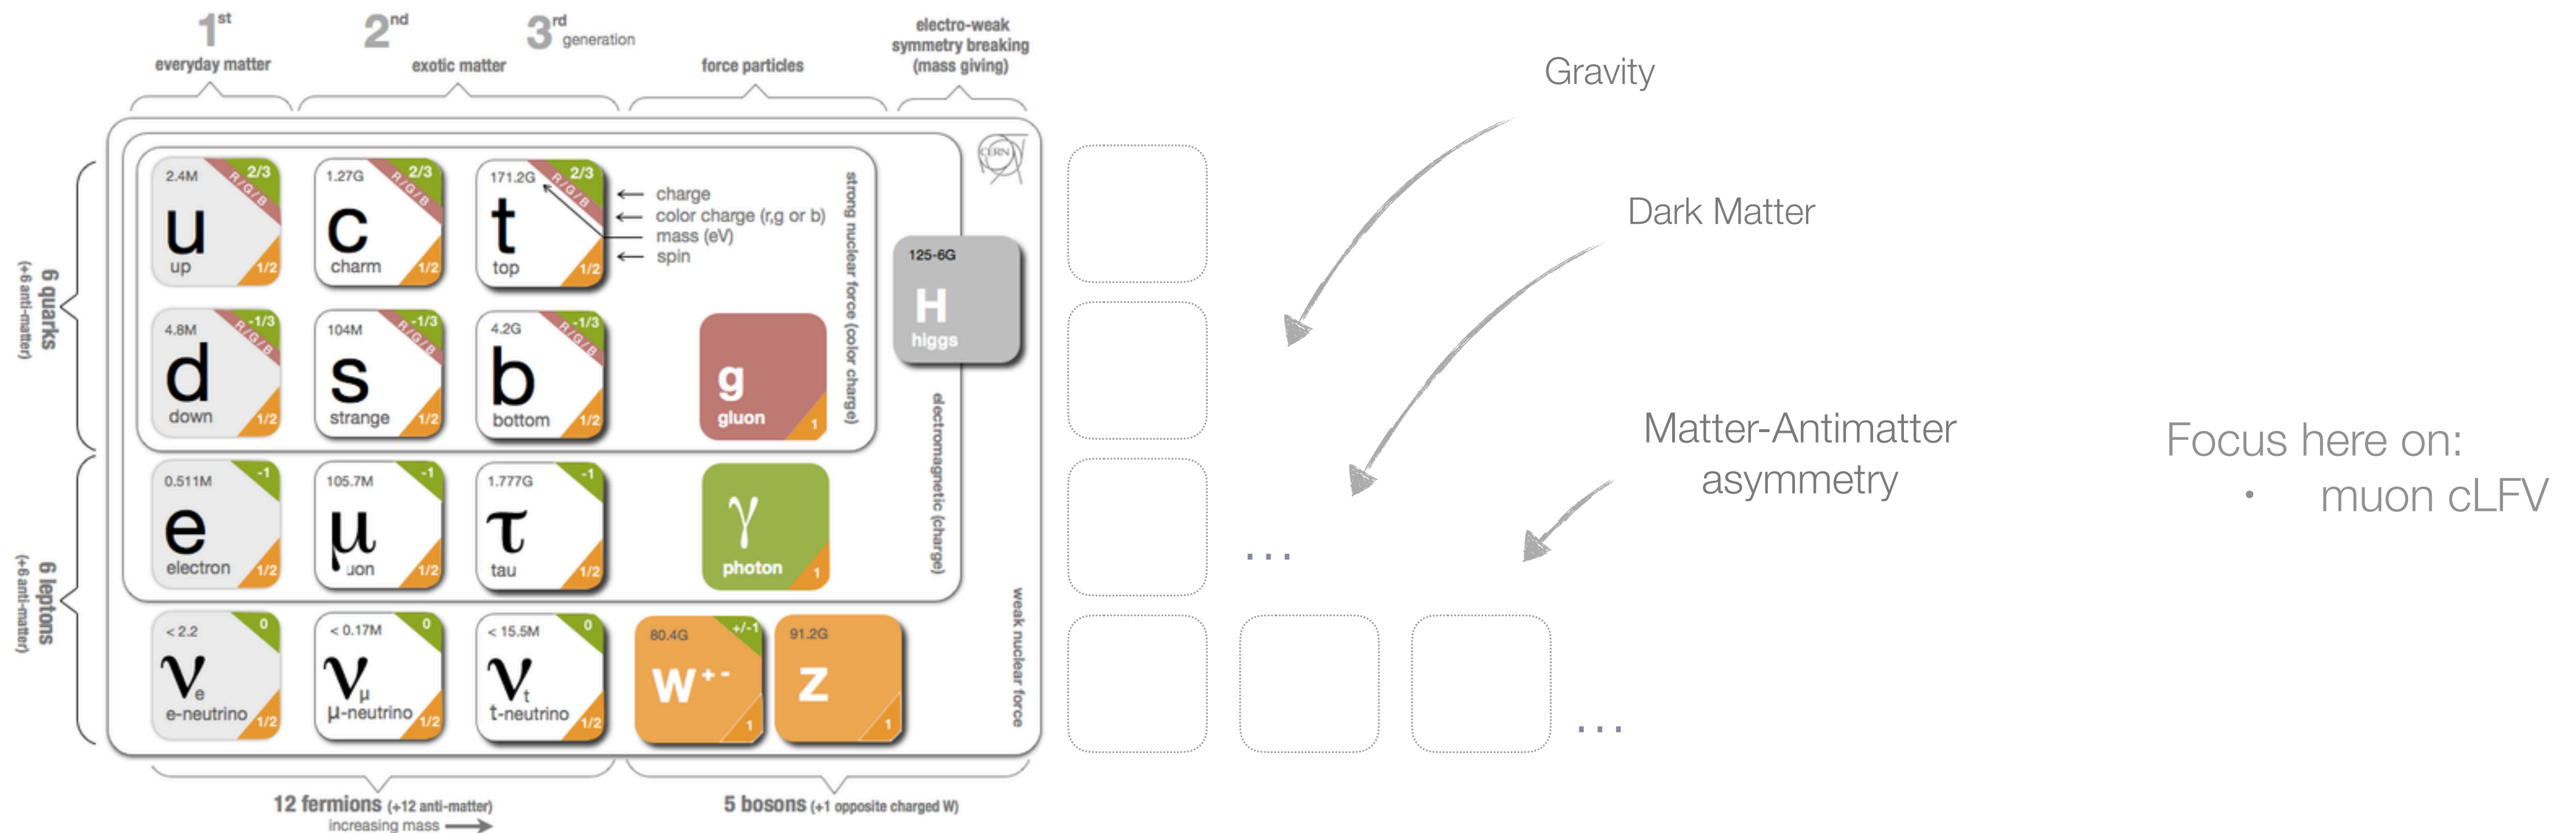 1st
everyday matter
2nd
3rd generation
exotic matter
force particles
electro-weak
symmetry breaking
(mass giving)
6 quarks
(+6 anti-matter)
6 leptons
(+6 anti-matter)
2.4M
2/3
R/G/B
u
up
1/2
1.27G
2/3
R/G/B
c
charm
1/2
171.2G
2/3
R/G/B
t
top
1/2
charge
color charge (r,g or b)
mass (eV)
spin
4.8M
-1/3
R/G/B
d
down
1/2
104M
-1/3
R/G/B
s
strange
1/2
4.2G
-1/3
R/G/B
b
bottom
1/2
g
gluon
1
strong nuclear force (color charge)
CERN
125-6G
H
higgs
0.511M
-1
e
electron
1/2
105.7M
-1
μ
uon
1/2
1.777G
-1
τ
tau
1/2
γ
photon
1
electromagnetic (charge)
< 2.2
0
νe
e-neutrino
1/2
< 0.17M
0
νμ
μ-neutrino
1/2
< 15.5M
0
νt
t-neutrino
1/2
80.4G
+/-1
W+-
1
91.2G
Z
1
weak nuclear force
12 fermions (+12 anti-matter)
increasing mass
5 bosons (+1 opposite charged W)
Gravity
Dark Matter
Matter-Antimatter
asymmetry
...
...
Focus here on:
• muon cLFV